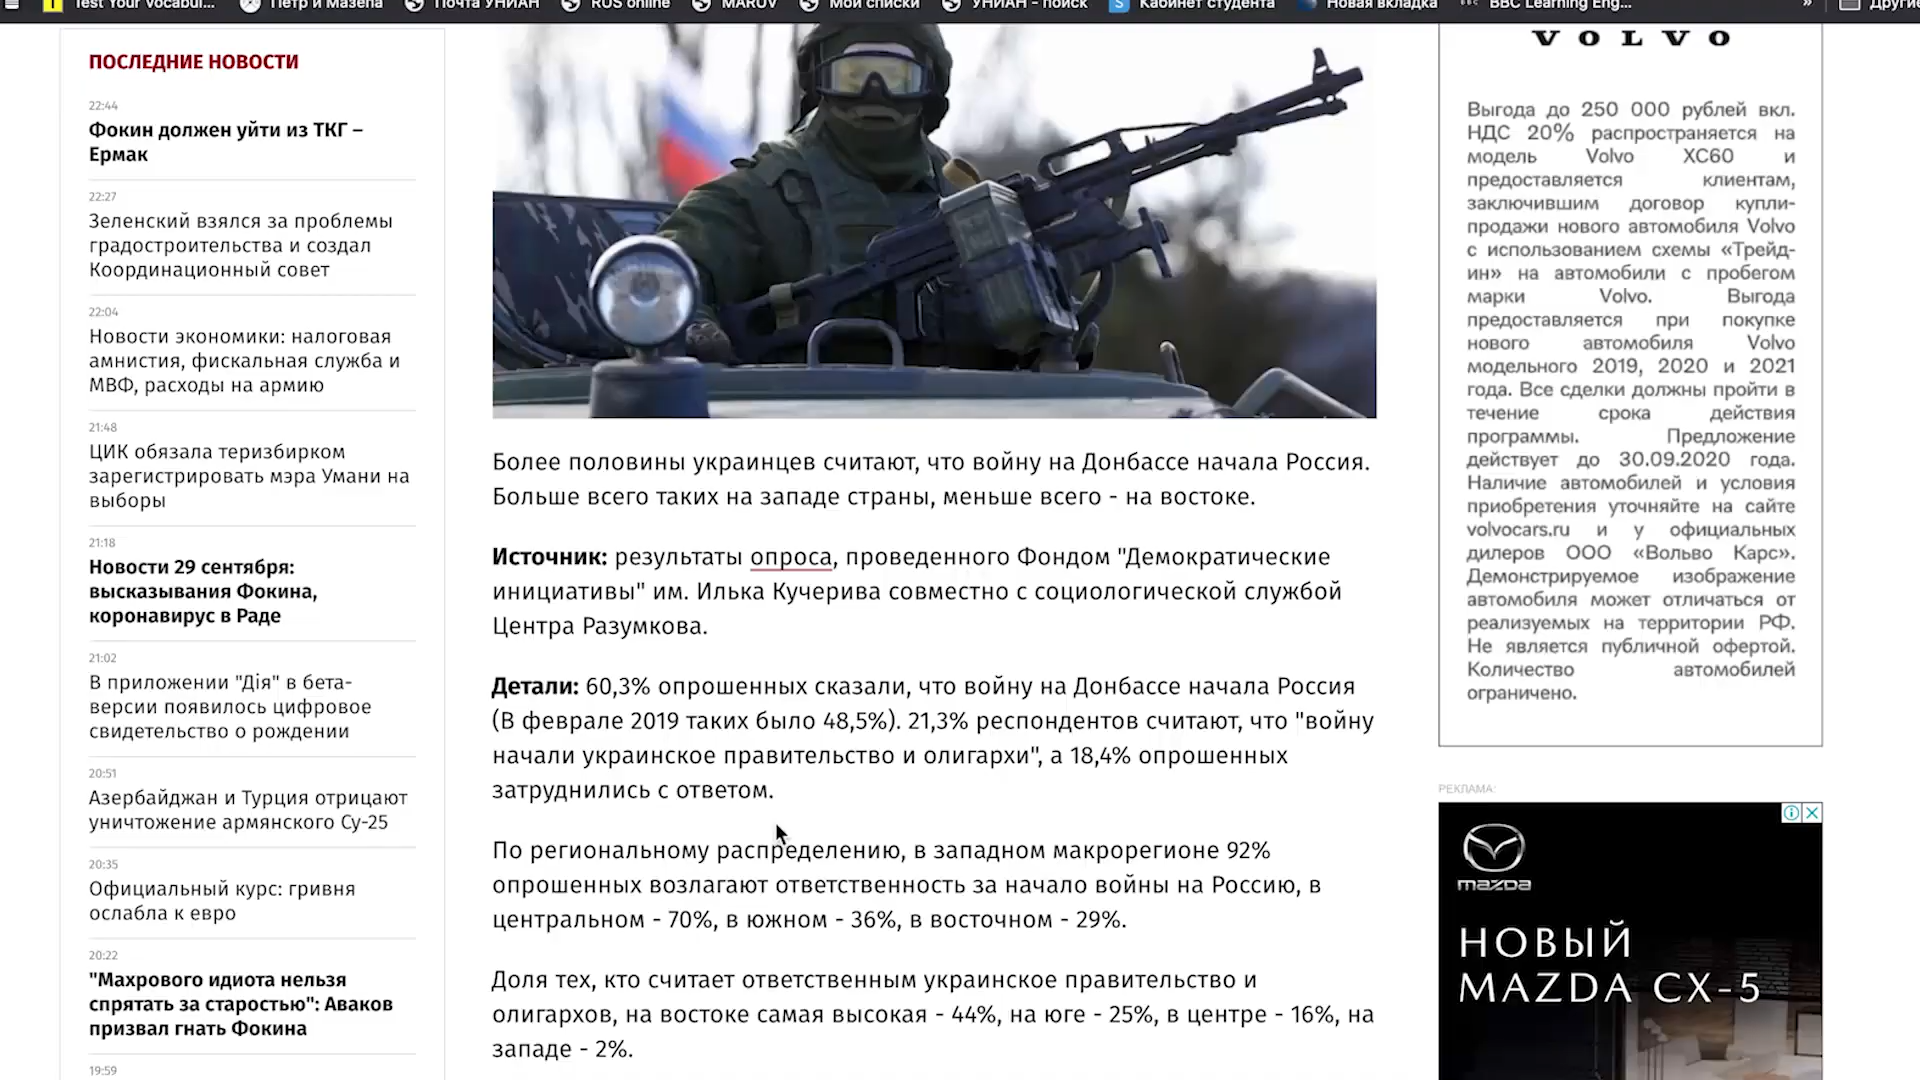 Test Your Vocabul...
Петр и Mazepa
Почта УНИАН
RUS online
MARUV
Мои списки
УНИАН - поиск
Кабинет студента
Новая вкладка
BBC Learning Eng...
»
Другие
ПОСЛЕДНИЕ НОВОСТИ
22:44
Фокин должен уйти из ТКГ –
Ермак
22:27
Зеленский взялся за проблемы
градостроительства и создал
Координационный совет
22:04
Новости экономики: налоговая
амнистия, фискальная служба и
МВФ, расходы на армию
21:48
ЦИК обязала теризбирком
зарегистрировать мэра Умани на
выборы
21:18
Новости 29 сентября:
высказывания Фокина,
коронавирус в Раде
21:02
В приложении "Дія" в бета-
версии появилось цифровое
свидетельство о рождении
20:51
Азербайджан и Турция отрицают
уничтожение армянского Су-25
20:35
Официальный курс: гривня
ослабла к евро
20:22
"Махрового идиота нельзя
спрятать за старостью": Аваков
призвал гнать Фокина
19:59
Более половины украинцев считают, что войну на Донбассе начала Россия.
Больше всего таких на западе страны, меньше всего - на востоке.
Источник: результаты опроса, проведенного Фондом "Демократические
инициативы" им. Илька Кучерива совместно с социологической службой
Центра Разумкова.
Детали: 60,3% опрошенных сказали, что войну на Донбассе начала Россия
(В феврале 2019 таких было 48,5%). 21,3% респондентов считают, что "войну
начали украинское правительство и олигархи", а 18,4% опрошенных
затруднились с ответом.
По региональному распределению, в западном макрорегионе 92%
опрошенных возлагают ответственность за начало войны на Россию, в
центральном - 70%, в южном - 36%, в восточном - 29%.
Доля тех, кто считает ответственным украинское правительство и
олигархов, на востоке самая высокая - 44%, на юге - 25%, в центре - 16%, на
западе - 2%.
VOLVO
Выгода до 250 000 рублей вкл.
НДС 20% распространяется на
модель Volvo XC60 и
предоставляется клиентам,
заключившим договор купли-
продажи нового автомобиля Volvo
с использованием схемы «Трейд-
ин» на автомобили с пробегом
марки Volvo. Выгода
предоставляется при покупке
нового автомобиля Volvo
модельного 2019, 2020 и 2021
года. Все сделки должны пройти в
течение срока действия
программы. Предложение
действует до 30.09.2020 года.
Наличие автомобилей и условия
приобретения уточняйте на сайте
volvocars.ru и у официальных
дилеров ООО «Вольво Карс».
Демонстрируемое изображение
автомобиля может отличаться от
реализуемых на территории РФ.
Не является публичной офертой.
Количество автомобилей
ограничено.
РЕКЛАМА:
mazda
НОВЫЙ
MAZDA CX-5